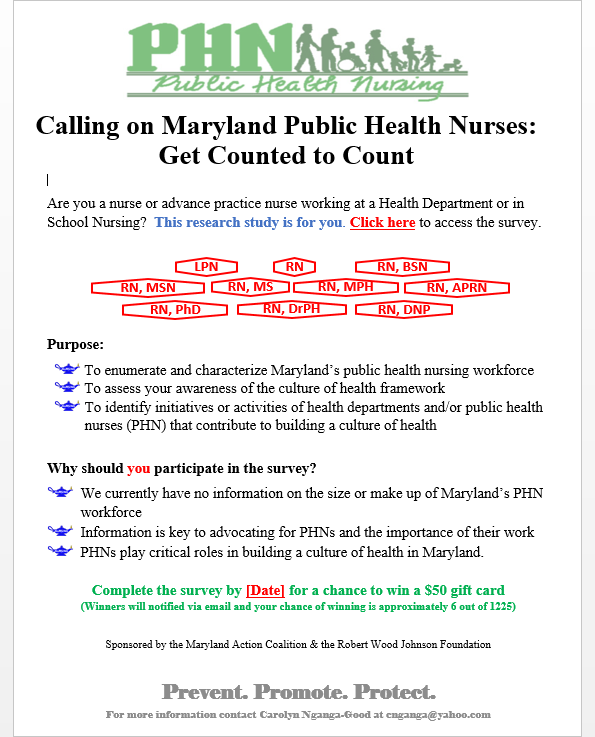 PHN
Public Health Nursing
Calling on Maryland Public Health Nurses:
Get Counted to Count
Are you a nurse or advance practice nurse working at a Health Department or in
School Nursing? This research study is for you. Click here to access the survey.
LPN RN RN, BSN
RN, MSN RN, MS RN, MPH RN, APRN
RN, PhD RN, DrPH RN, DNP
Purpose:
To enumerate and characterize Maryland's public health nursing workforce
To assess your awareness of the culture of health framework
To identify initiatives or activities of health departments and/or public health
nurses (PHN) that contribute to building a culture of health
Why should you participate in the survey?
We currently have no information on the size or make up of Maryland's PHN
workforce
Information is key to advocating for PHNs and the importance of their work
PHNs play critical roles in building a culture of health in Maryland.
Complete the survey by [Date] for a chance to win a $50 gift card
(Winners will notified via email and your chance of winning is approximately 6 out of 1225)
Sponsored by the Maryland Action Coalition & the Robert Wood Johnson Foundation
Prevent. Promote. Protect.
For more information contact Carolyn Nganga-Good at cnganga@yahoo.com